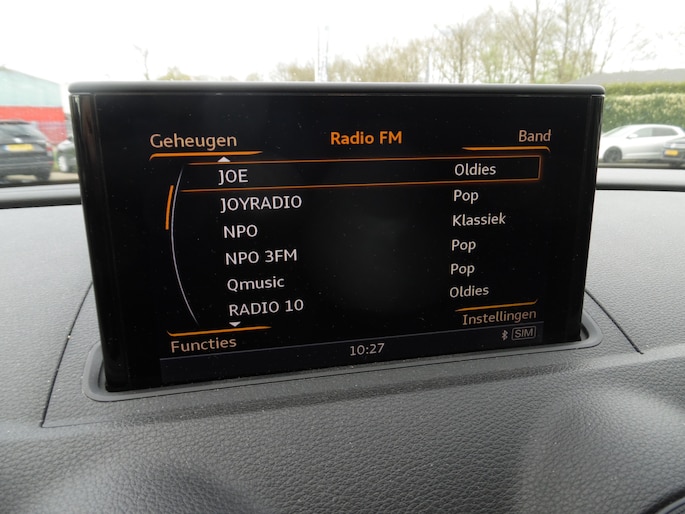 Geheugen Radio FM Band
JOE Oldies
JOYRADIO Pop
NPO Klassiek
NPO 3FM Pop
Qmusic Pop
RADIO 10 Oldies
Functies Instellingen
10:27 SIM